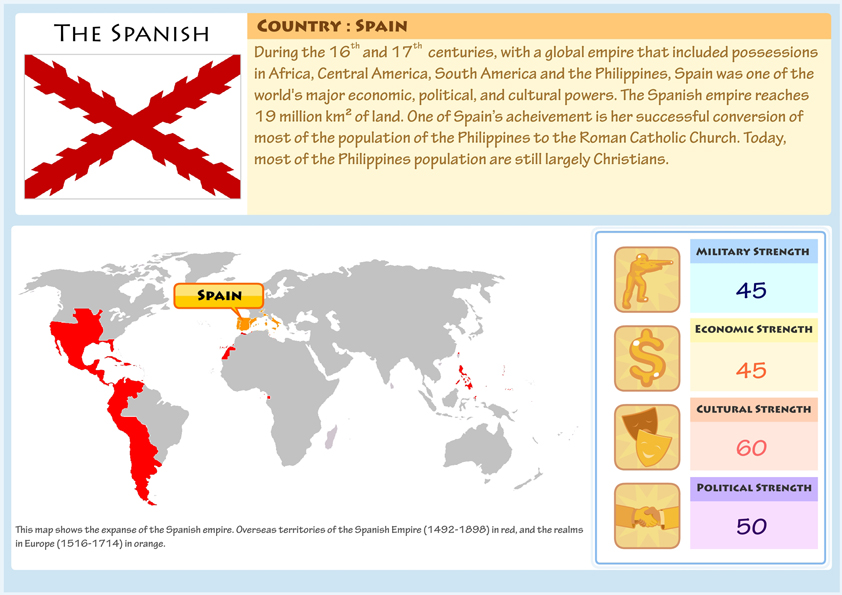 The Spanish
Country : Spain
During the 16th and 17th centuries, with a global empire that included possessions
in Africa, Central America, South America and the Philippines, Spain was one of the
world's major economic, political, and cultural powers. The Spanish empire reaches
19 million km² of land. One of Spain's acheivement is her successful conversion of
most of the population of the Philippines to the Roman Catholic Church. Today,
most of the Philippines population are still largely Christians.
Spain
This map shows the expanse of the Spanish empire. Overseas territories of the Spanish Empire (1492-1898) in red, and the realms
in Europe (1516-1714) in orange.
Military Strength
45
Economic Strength
$
45
Cultural Strength
60
Political Strength
50